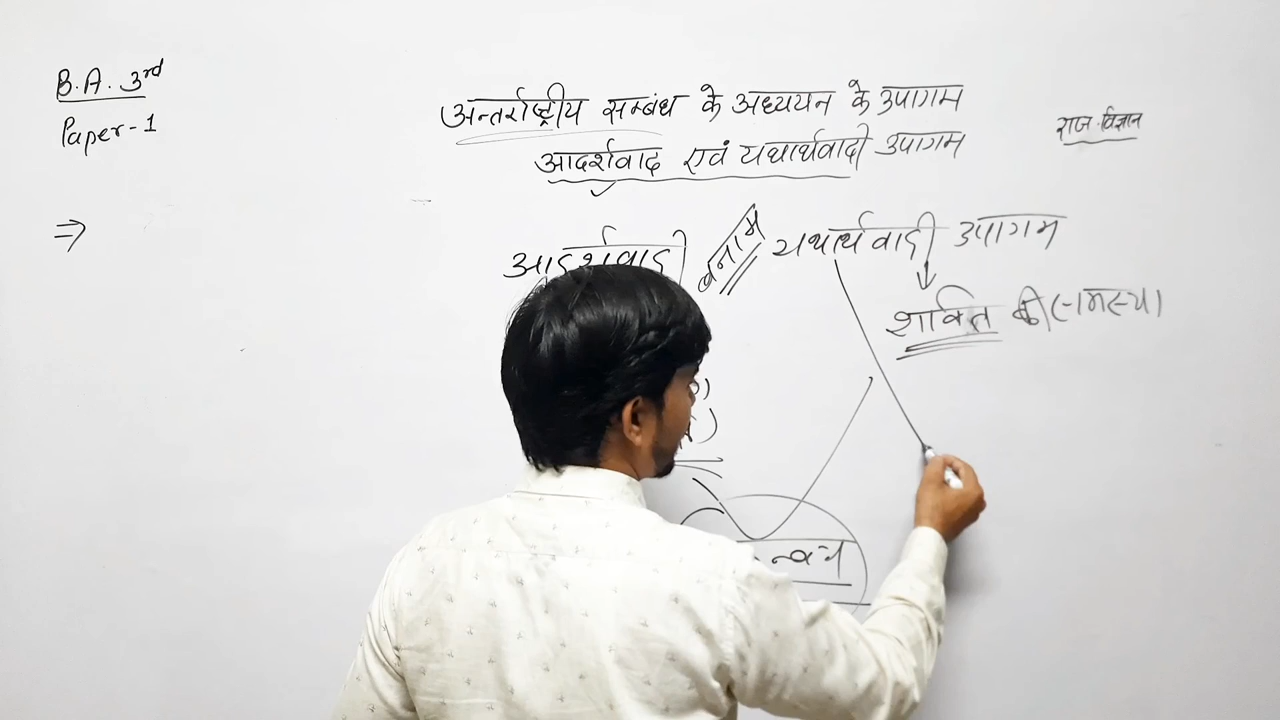 B.A. 3rd
Paper-1
अन्तर्राष्ट्रीय सम्बंध के अध्ययन के उपागम
आदर्शवाद एवं यथार्थवादी उपागम
राज.विज्ञान
⇒
आदर्शवादी बनाम यथार्थवादी उपागम
शक्ति की समस्या